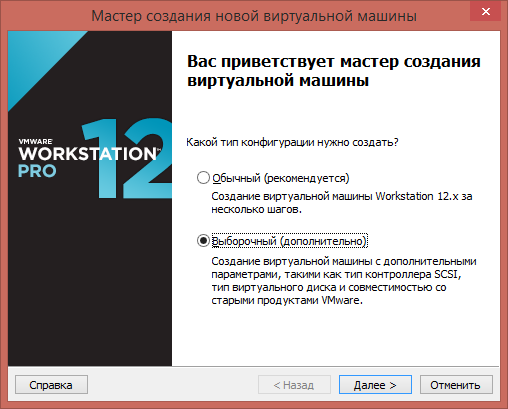 Мастер создания новой виртуальной машины
Вас приветствует мастер создания
виртуальной машины
VMWARE
WORKSTATION™
PRO
12
Какой тип конфигурации нужно создать?
Обычный (рекомендуется)
Создание виртуальной машины Workstation 12.x за
несколько шагов.
Выборочный (дополнительно)
Создание виртуальной машины с дополнительными
параметрами, такими как тип контроллера SCSI,
тип виртуального диска и совместимостью со
старыми продуктами VMware.
Справка
< Назад
Далее >
Отменить